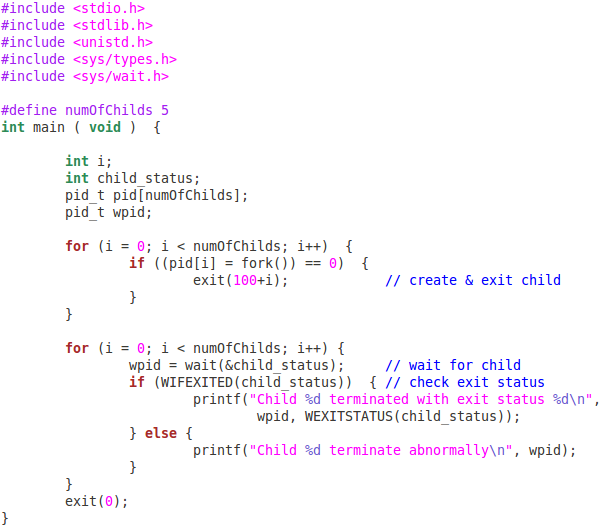 #include <stdio.h>
#include <stdlib.h>
#include <unistd.h>
#include <sys/types.h>
#include <sys/wait.h>

#define numOfChilds 5
int main ( void )  {

        int i;
        int child_status;
        pid_t pid[numOfChilds];
        pid_t wpid;

        for (i = 0; i < numOfChilds; i++)  {
                if ((pid[i] = fork()) == 0)  {
                        exit(100+i);            // create & exit child
                }
        }

        for (i = 0; i < numOfChilds; i++) {
                wpid = wait(&child_status);     // wait for child
                if (WIFEXITED(child_status))  { // check exit status
                        printf("Child %d terminated with exit status %d\n",
                                wpid, WEXITSTATUS(child_status));
                } else {
                        printf("Child %d terminate abnormally\n", wpid);
                }
        }
        exit(0);
}